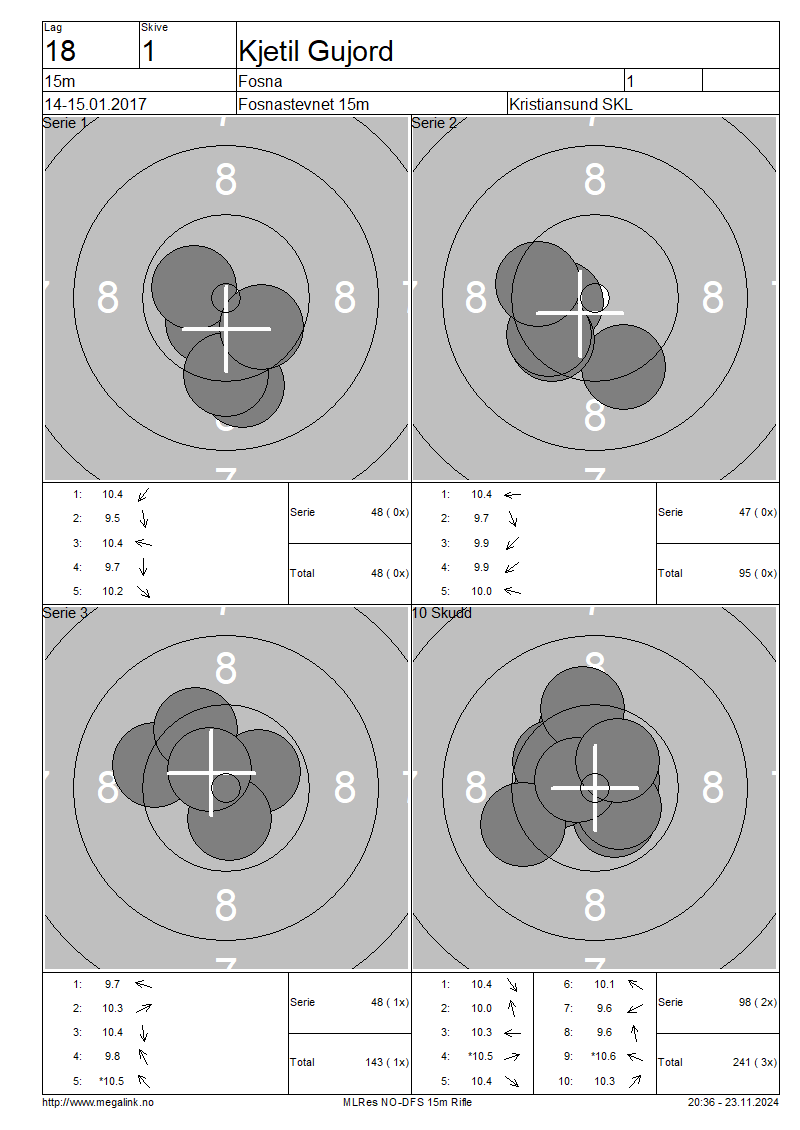 Lag
Skive
18 1 Kjetil Gujord
15m Fosna 1
14-15.01.2017 Fosnastevnet 15m Kristiansund SKL
Serie 1 Serie 2
7 7
8 8
7 8 8 7 8 8 7
8 8
7 7
1: 10.4 1: 10.4
Serie 48 ( 0x) Serie 47 ( 0x)
2: 9.5 2: 9.7
3: 10.4 3: 9.9
4: 9.7 4: 9.9
Total 48 ( 0x) Total 95 ( 0x)
5: 10.2 5: 10.0
Serie 3 10 Skudd
7 7
8 8
7 8 8 7 8 8 7
8 8
7 7
1: 9.7 1: 10.4 6: 10.1
Serie 48 ( 1x) Serie 98 ( 2x)
2: 10.3 2: 10.0 7: 9.6
3: 10.4 3: 10.3 8: 9.6
4: 9.8 4: *10.5 9: *10.6
Total 143 ( 1x) Total 241 ( 3x)
5: *10.5 5: 10.4 10: 10.3
http://www.megalink.no MLRes NO-DFS 15m Rifle 20:36 - 23.11.2024